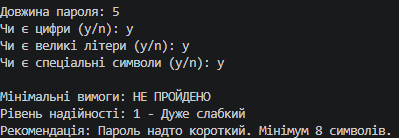 Довжина пароля: 5
Чи є цифри (y/n): y
Чи є великі літери (y/n): y
Чи є спеціальні символи (y/n): y
Мінімальні вимоги: НЕ ПРОЙДЕНО
Рівень надійності: 1 - Дуже слабкий
Рекомендація: Пароль надто короткий. Мінімум 8 символів.